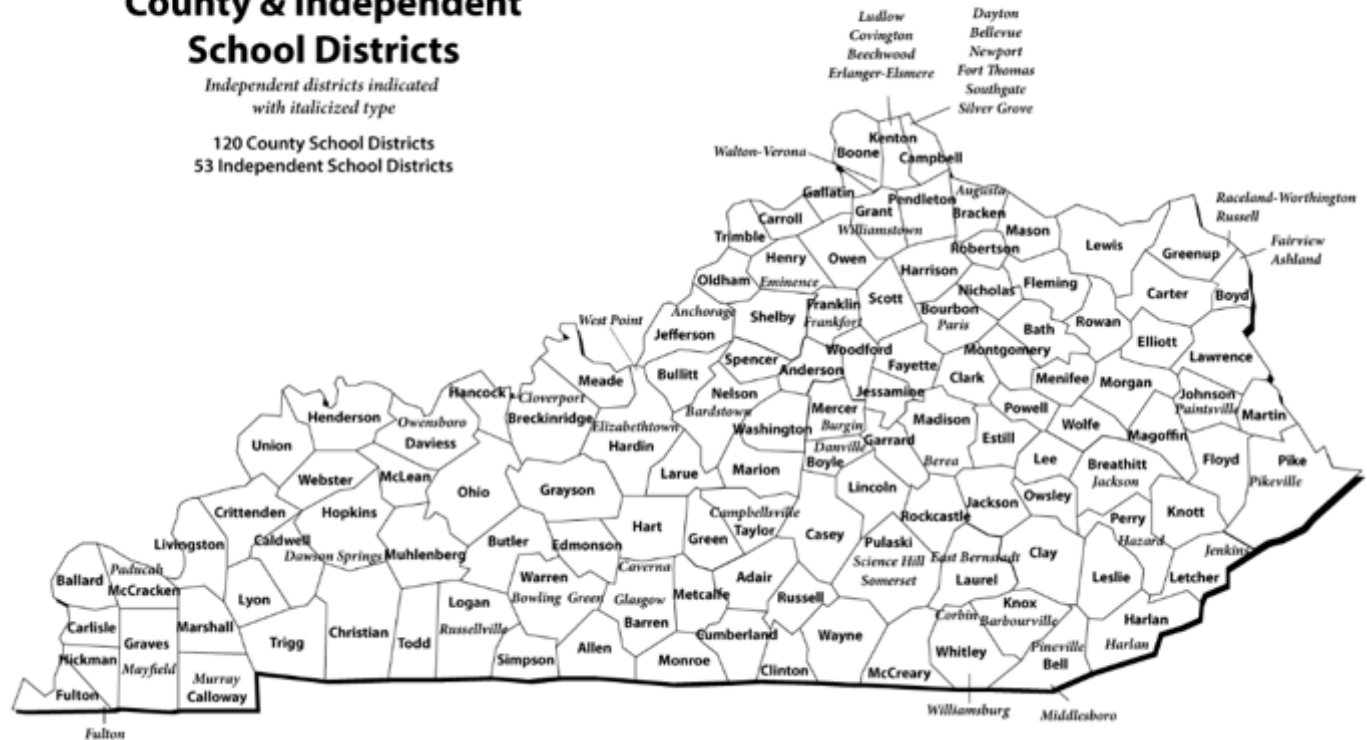 County & Independent
School Districts
Independent districts indicated
with italicized type
120 County School Districts
53 Independent School Districts
Ludlow
Covington
Beechwood
Erlanger-Elsmere
Dayton
Bellevue
Newport
Fort Thomas
Southgate
Silver Grove
Walton-Verona
Boone
Kenton
Campbell
Gallatin
Carroll
Trimble
Grant
Williamstown
Pendleton
Augusta
Bracken
Mason
Robertson
Lewis
Raceland-Worthington
Russell
Fairview
Ashland
Greenup
Carter
Boyd
Henry
Eminence
Owen
Oldham
Harrison
Nicholas
Fleming
Scott
Franklin
Frankfort
Shelby
Anchorage
Jefferson
West Point
Bourbon
Paris
Bath
Rowan
Elliott
Lawrence
Montgomery
Woodford
Fayette
Anderson
Spencer
Bullitt
Meade
Hancock
Cloverport
Breckinridge
Nelson
Bardstown
Jessamine
Clark
Menifee
Morgan
Johnson
Paintsville
Martin
Henderson
Owensboro
Daviess
Union
Elizabethtown
Hardin
Washington
Mercer
Burgin
Madison
Powell
Wolfe
Magoffin
Garrard
Danville
Boyle
Estill
Berea
Lee
Breathitt
Jackson
Floyd
Pike
Pikeville
Webster
McLean
Ohio
Grayson
Larue
Marion
Lincoln
Jackson
Owsley
Rockcastle
Perry
Hazard
Knott
Crittenden
Hopkins
Livingston
Caldwell
Dawson Springs
Muhlenberg
Butler
Edmonson
Hart
Green
Campbellsville
Taylor
Casey
Pulaski
Science Hill
Somerset
East Bernstadt
Laurel
Clay
Leslie
Jenkins
Letcher
Ballard
Paducah
McCracken
Lyon
Warren
Bowling Green
Caverna
Glasgow
Barren
Metcalfe
Adair
Russell
Knox
Barbourville
Corbin
Harlan
Harlan
Carlisle
Graves
Mayfield
Marshall
Trigg
Christian
Todd
Logan
Russellville
Simpson
Allen
Monroe
Cumberland
Clinton
Wayne
McCreary
Whitley
Williamsburg
Pineville
Bell
Middlesboro
Hickman
Fulton
Fulton
Murray
Calloway